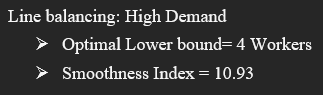 Line balancing: High Demand
➢ Optimal Lower bound= 4 Workers
➢ Smoothness Index = 10.93